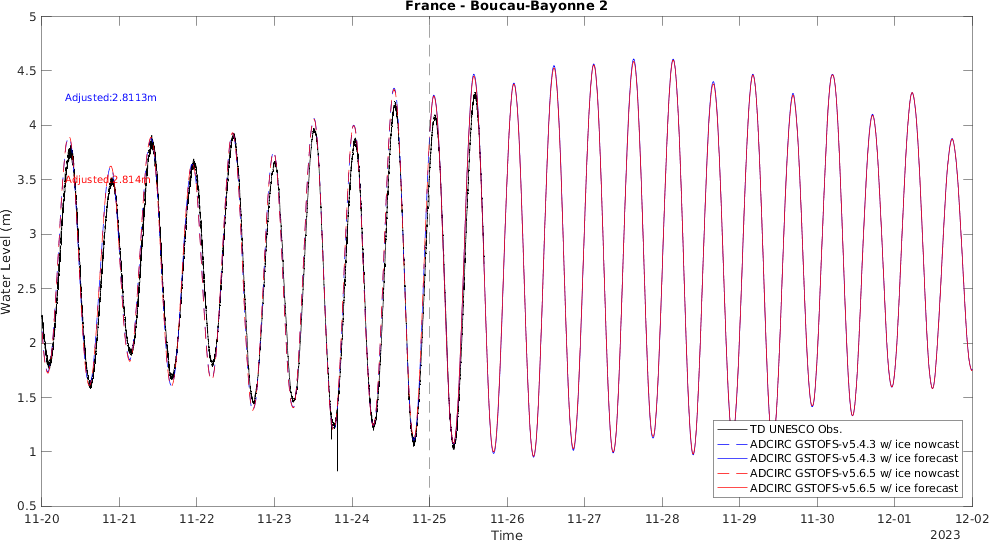 France - Boucau-Bayonne 2
5
4.5
4
3.5
3
2.5
2
1.5
1
0.5
Water Level (m)
Adjusted:2.8113m
Adjusted:2.814m
TD UNESCO Obs.
ADCIRC GSTOFS-v5.4.3 w/ ice nowcast
ADCIRC GSTOFS-v5.4.3 w/ ice forecast
ADCIRC GSTOFS-v5.6.5 w/ ice nowcast
ADCIRC GSTOFS-v5.6.5 w/ ice forecast
11-20 11-21 11-22 11-23 11-24 11-25 11-26 11-27 11-28 11-29 11-30 12-01 12-02
Time
2023